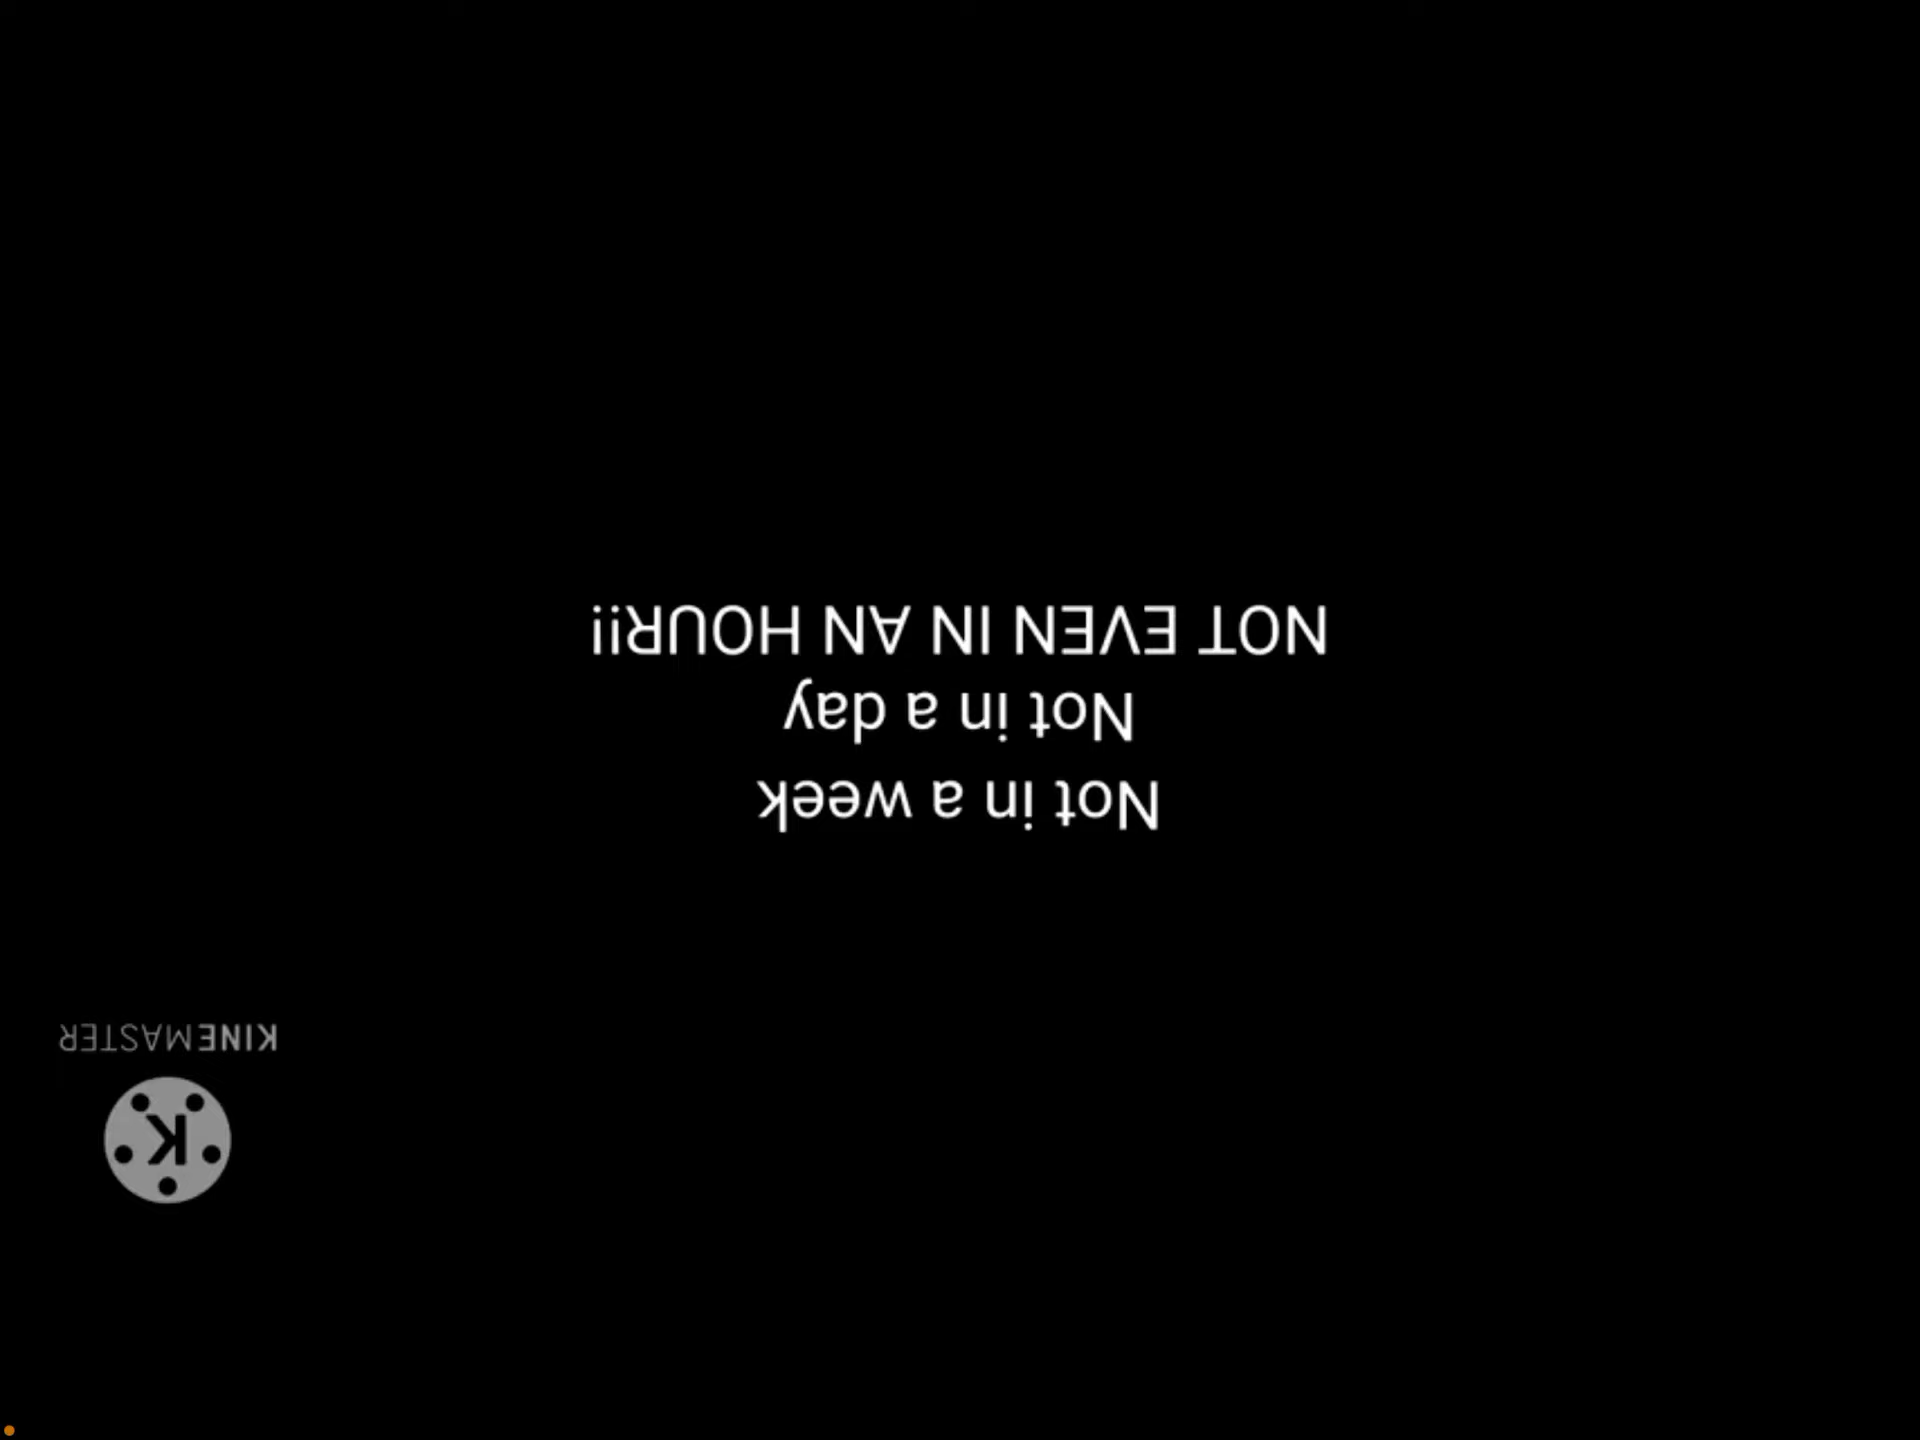 Not in a week
Not in a day
NOT EVEN IN AN HOUR!!
K
KINEMASTER